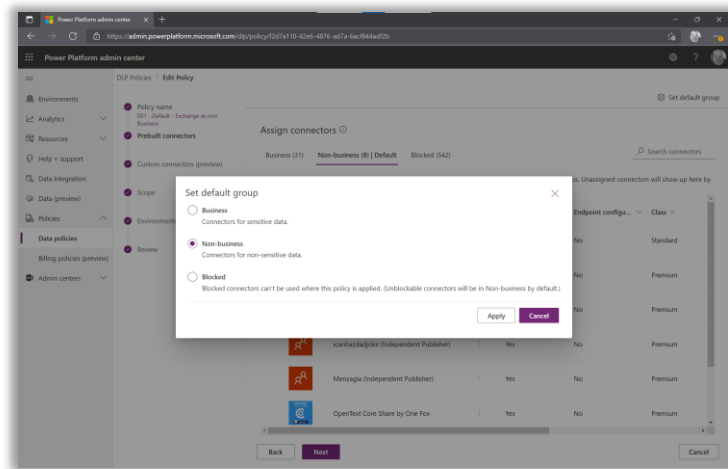 Power Platform admin center
https://admin.powerplatform.microsoft.com/dlp/policy/f2d7a110-42e6-4876-ad7a-6acf844adf2b
Power Platform admin center
DLP Policies > Edit Policy
Set default group
Environments
Analytics
Resources
Help + support
Data integration
Data (preview)
Policies
Data policies
Billing policies (preview)
Admin centers
Policy name
001 - Default - Exchange as non
Business
Prebuilt connectors
Custom connectors (preview)
Scope
Environments
Review
Assign connectors
Business (31) Non-business (8) | Default Blocked (542)
Search connectors
Unassigned connectors will show up here by
Endpoint configu... Class
No Standard
No Premium
No Premium
icanhazdadjoke (Independent Publisher) Yes No Premium
Mensagia (Independent Publisher) Yes No Premium
OpenText Core Share by One Fox Yes No Premium
Back Next Cancel
Set default group
Business
Connectors for sensitive data.
Non-business
Connectors for non-sensitive data.
Blocked
Blocked connectors can't be used where this policy is applied. (Unblockable connectors will be in Non-business by default.)
Apply Cancel